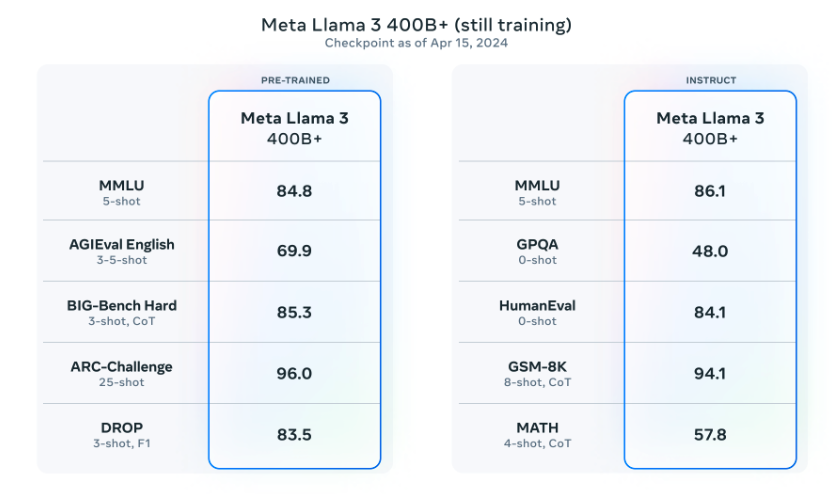 Meta Llama 3 400B+ (still training)
Checkpoint as of Apr 15, 2024
PRE-TRAINED
Meta Llama 3
400B+
MMLU
5-shot
84.8
AGIEval English
3-5-shot
69.9
BIG-Bench Hard
3-shot, CoT
85.3
ARC-Challenge
25-shot
96.0
DROP
3-shot, F1
83.5
INSTRUCT
Meta Llama 3
400B+
MMLU
5-shot
86.1
GPQA
0-shot
48.0
HumanEval
0-shot
84.1
GSM-8K
8-shot, CoT
94.1
MATH
4-shot, CoT
57.8